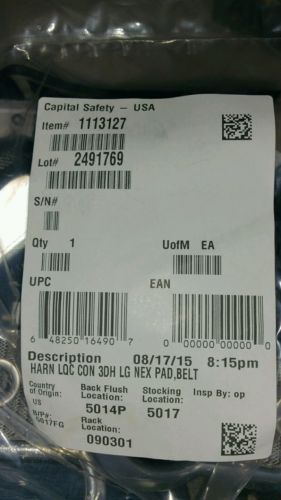 Capital Safety - USA
Item# 1113127
Lot# 2491769
S/N#
Qty 1 UofM EA
UPC EAN
6 48250 16490 7 0 00000 00000 0
Description 08/17/15 8:15pm
HARN LQC CON 3DH LG NEX PAD,BELT
Country of Origin: Back Flush Location: Stocking Location: Insp By: op
US 5014P 5017
B/P#: Rack Location:
5017FG 090301